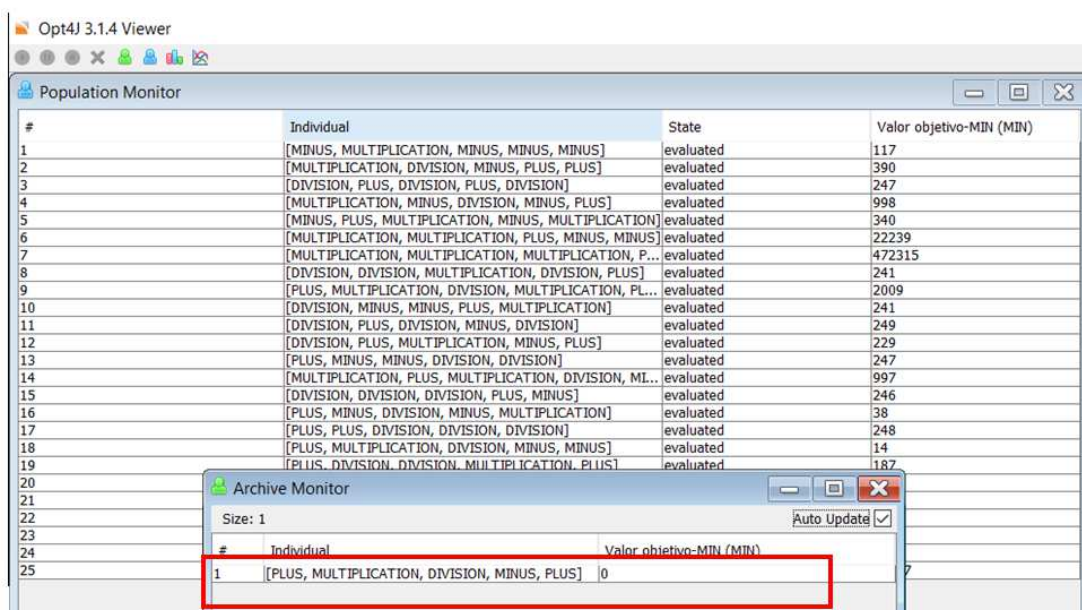 Opt4J 3.1.4 Viewer
Population Monitor
# Individual State Valor objetivo-MIN (MIN)
1 [MINUS, MULTIPLICATION, MINUS, MINUS, MINUS] evaluated 117
2 [MULTIPLICATION, DIVISION, MINUS, PLUS, PLUS] evaluated 390
3 [DIVISION, PLUS, DIVISION, PLUS, DIVISION] evaluated 247
4 [MULTIPLICATION, MINUS, DIVISION, MINUS, PLUS] evaluated 998
5 [MINUS, PLUS, MULTIPLICATION, MINUS, MULTIPLICATION] evaluated 340
6 [MULTIPLICATION, MULTIPLICATION, PLUS, MINUS, MINUS] evaluated 22239
7 [MULTIPLICATION, MULTIPLICATION, MULTIPLICATION, P... evaluated 472315
8 [DIVISION, DIVISION, MULTIPLICATION, DIVISION, PLUS] evaluated 241
9 [PLUS, MULTIPLICATION, DIVISION, MULTIPLICATION, PL... evaluated 2009
10 [DIVISION, MINUS, MINUS, PLUS, MULTIPLICATION] evaluated 241
11 [DIVISION, PLUS, DIVISION, MINUS, DIVISION] evaluated 249
12 [DIVISION, PLUS, MULTIPLICATION, MINUS, PLUS] evaluated 229
13 [PLUS, MINUS, MINUS, DIVISION, DIVISION] evaluated 247
14 [MULTIPLICATION, PLUS, MULTIPLICATION, DIVISION, MI... evaluated 997
15 [DIVISION, DIVISION, DIVISION, PLUS, MINUS] evaluated 246
16 [PLUS, MINUS, DIVISION, MINUS, MULTIPLICATION] evaluated 38
17 [PLUS, PLUS, DIVISION, DIVISION, DIVISION] evaluated 248
18 [PLUS, MULTIPLICATION, DIVISION, MINUS, MINUS] evaluated 14
19 [PLUS, DIVISION, DIVISION, MULTIPLICATION, PLUS] evaluated 187
20
21
22
23
24
25 7
Archive Monitor
Size: 1 Auto Update
# Individual Valor objetivo-MIN (MIN)
1 [PLUS, MULTIPLICATION, DIVISION, MINUS, PLUS] 0